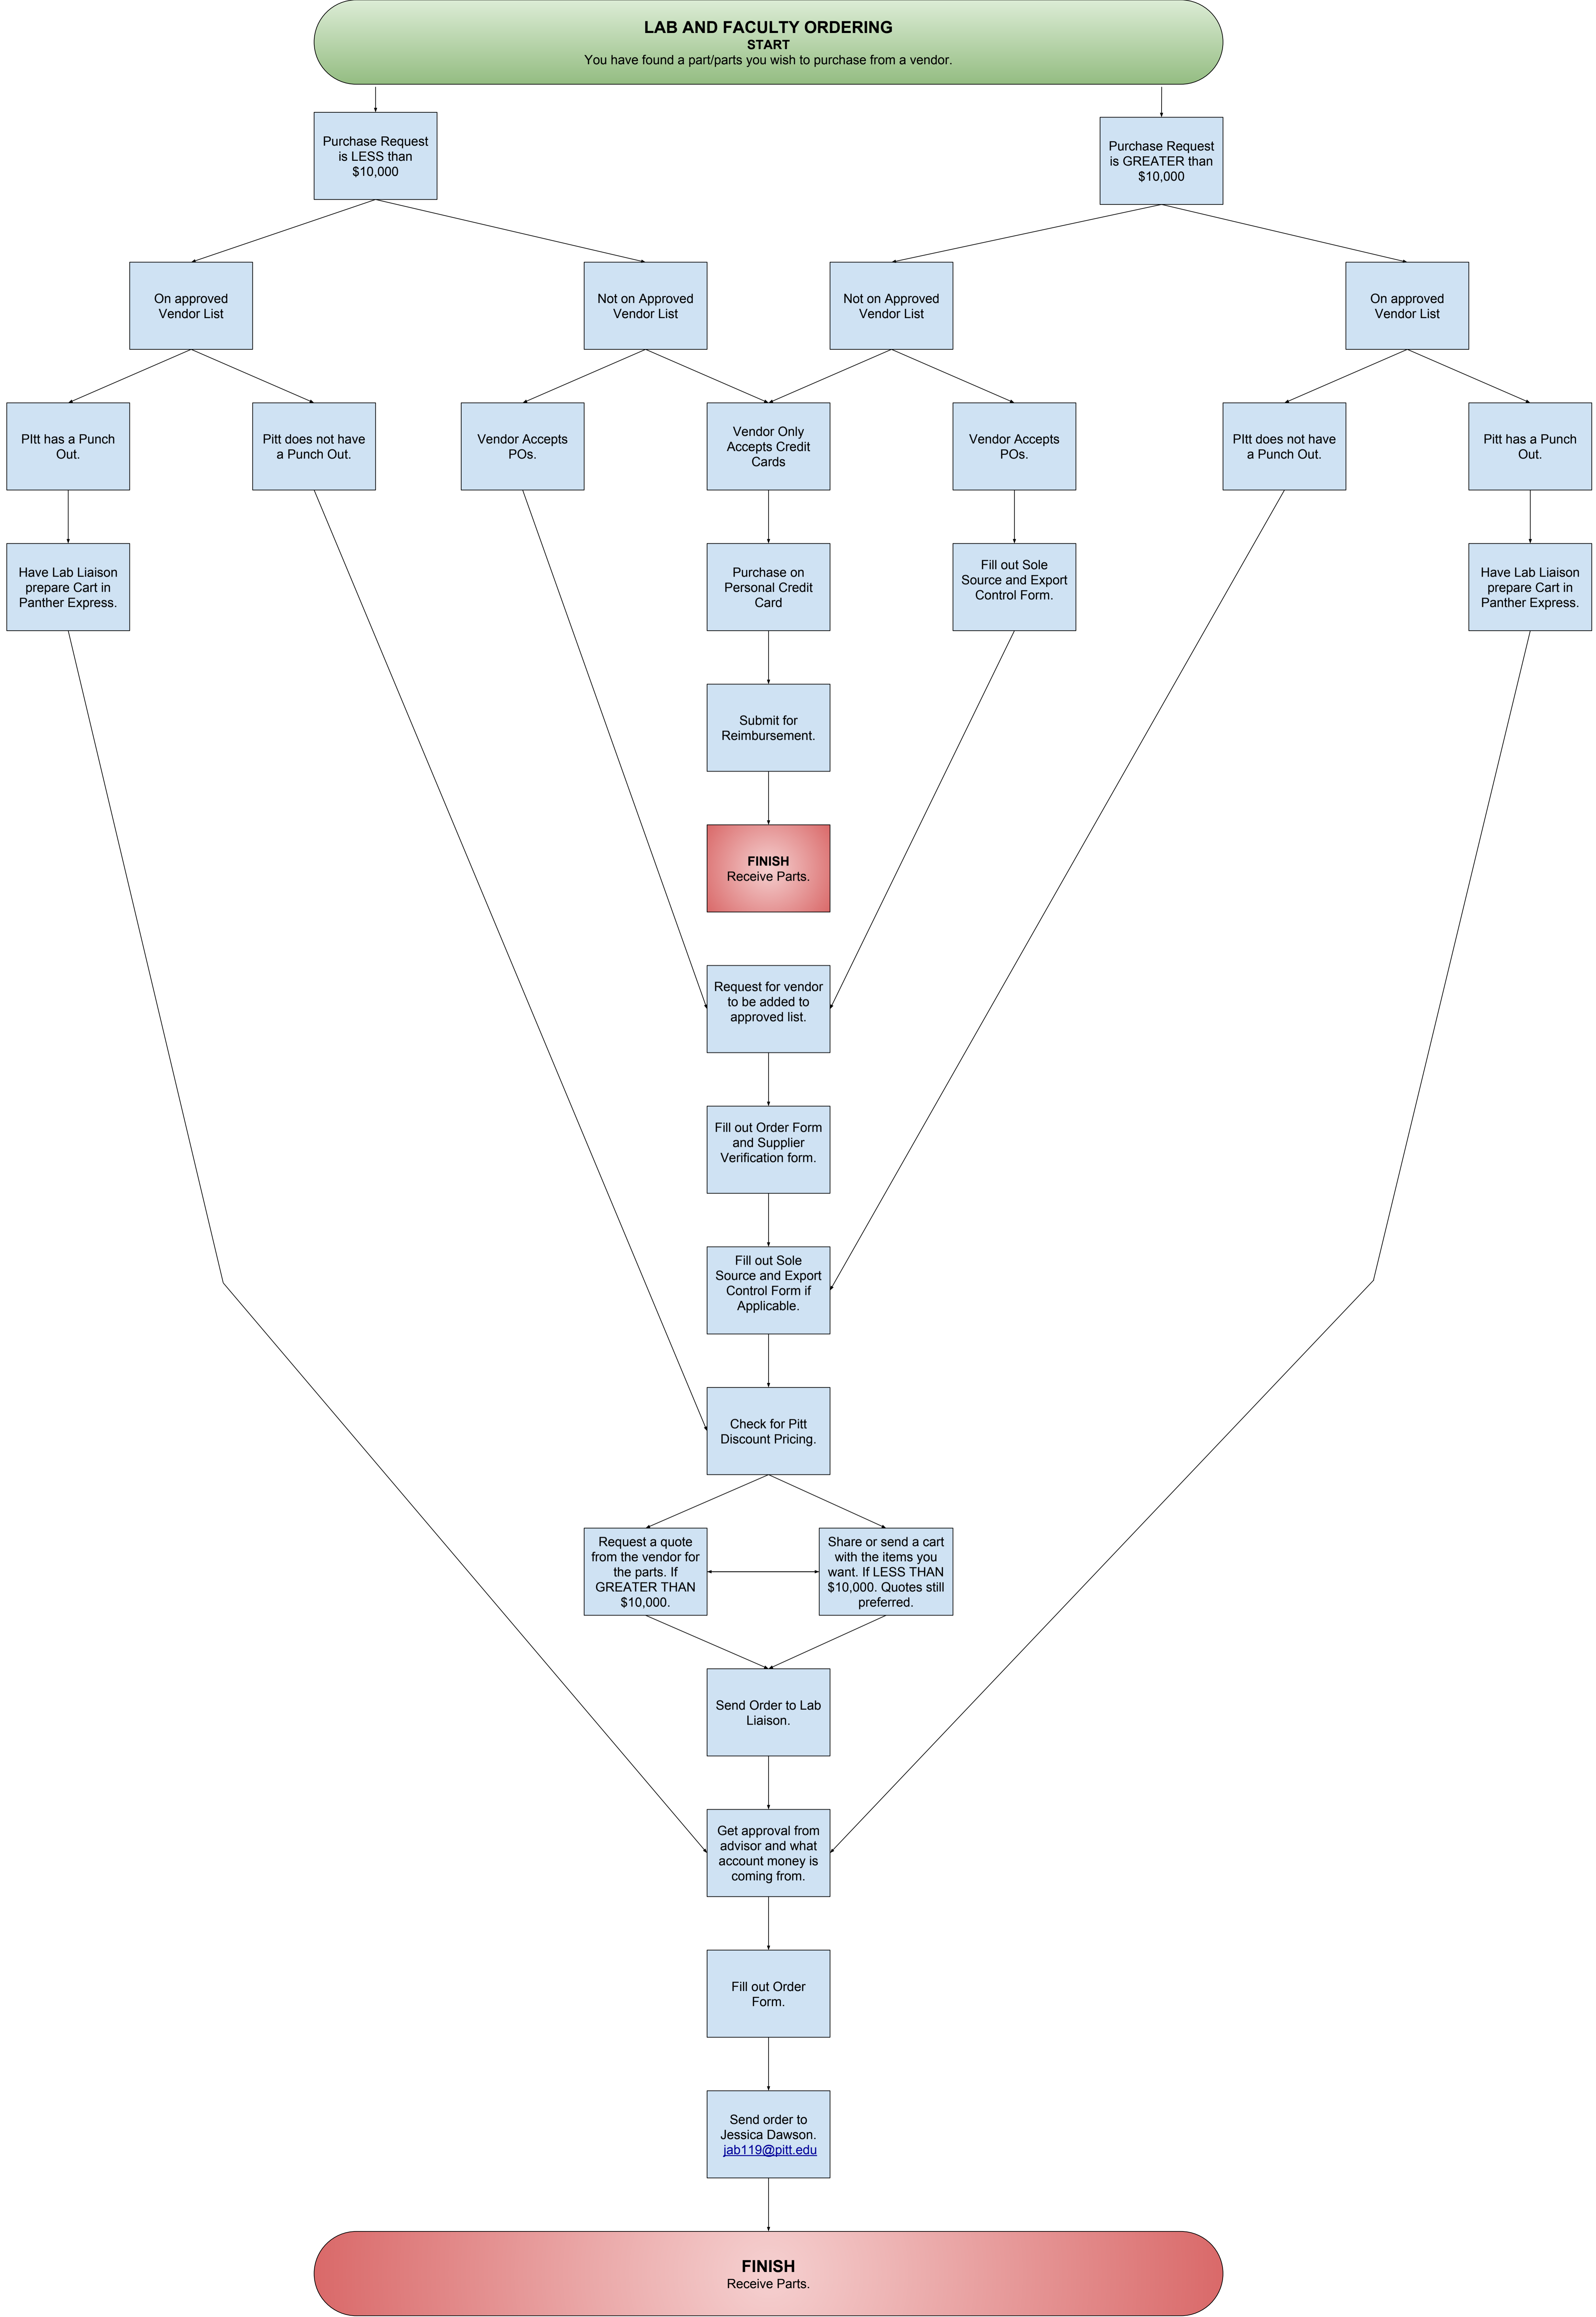 LAB AND FACULTY ORDERING
START
You have found a part/parts you wish to purchase from a vendor.
Purchase Request
is LESS than
$10,000
Purchase Request
is GREATER than
$10,000
On approved
Vendor List
Not on Approved
Vendor List
Not on Approved
Vendor List
On approved
Vendor List
PItt has a Punch
Out.
Pitt does not have
a Punch Out.
Vendor Accepts
POs.
Vendor Only
Accepts Credit
Cards
Vendor Accepts
POs.
PItt does not have
a Punch Out.
Pitt has a Punch
Out.
Have Lab Liaison
prepare Cart in
Panther Express.
Purchase on
Personal Credit
Card
Fill out Sole
Source and Export
Control Form.
Have Lab Liaison
prepare Cart in
Panther Express.
Submit for
Reimbursement.
FINISH
Receive Parts.
Request for vendor
to be added to
approved list.
Fill out Order Form
and Supplier
Verification form.
Fill out Sole
Source and Export
Control Form if
Applicable.
Check for Pitt
Discount Pricing.
Request a quote
from the vendor for
the parts. If
GREATER THAN
$10,000.
Share or send a cart
with the items you
want. If LESS THAN
$10,000. Quotes still
preferred.
Send Order to Lab
Liaison.
Get approval from
advisor and what
account money is
coming from.
Fill out Order
Form.
Send order to
Jessica Dawson.
jab119@pitt.edu
FINISH
Receive Parts.